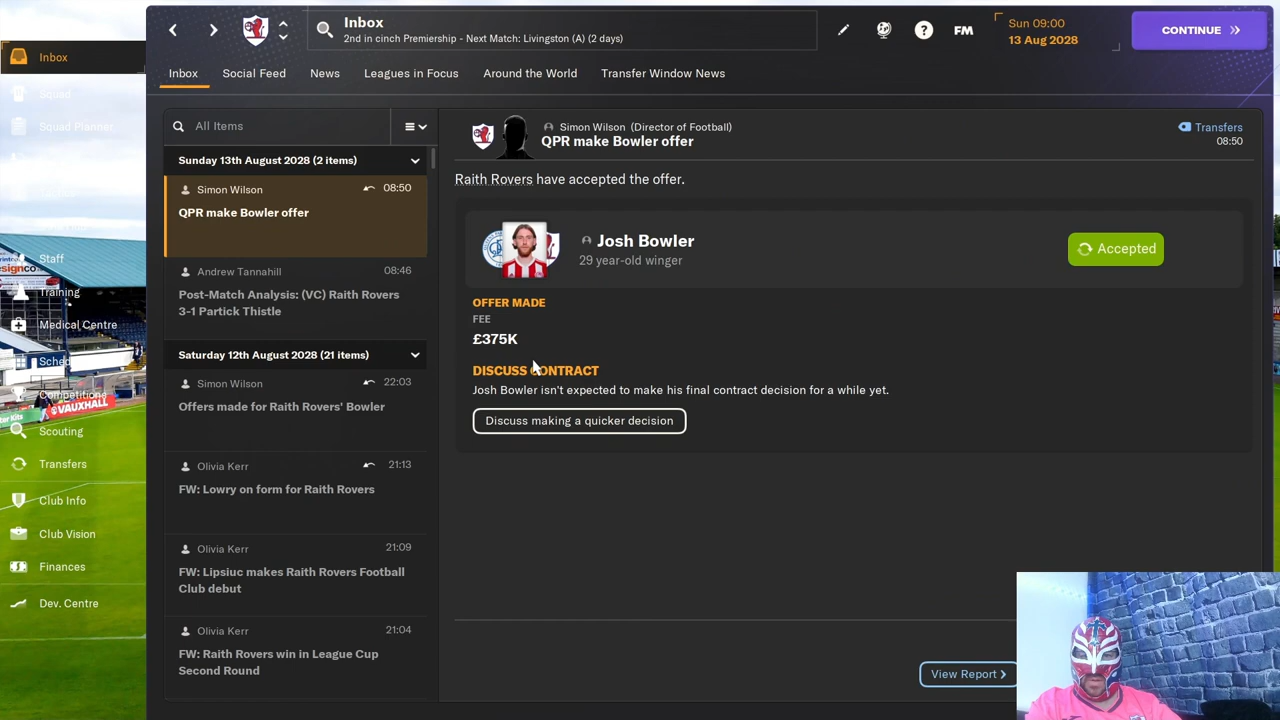 Inbox
2nd in cinch Premiership - Next Match: Livingston (A) (2 days)
FM
Sun 09:00
13 Aug 2028
CONTINUE
Inbox
Squad
Squad Planner
Staff
Training
Medical Centre
Sched
Competitions
VAUXHALL
Scouting
Transfers
Club Info
Club Vision
Finances
Dev. Centre
Inbox
Social Feed
News
Leagues in Focus
Around the World
Transfer Window News
All Items
Sunday 13th August 2028 (2 items)
Simon Wilson
08:50
QPR make Bowler offer
Andrew Tannahill
08:46
Post-Match Analysis: (VC) Raith Rovers
3-1 Partick Thistle
Saturday 12th August 2028 (21 items)
Simon Wilson
22:03
Offers made for Raith Rovers' Bowler
Olivia Kerr
21:13
FW: Lowry on form for Raith Rovers
Olivia Kerr
21:09
FW: Lipsiuc makes Raith Rovers Football
Club debut
Olivia Kerr
21:04
FW: Raith Rovers win in League Cup
Second Round
Simon Wilson (Director of Football)
QPR make Bowler offer
Transfers
08:50
Raith Rovers have accepted the offer.
Josh Bowler
29 year-old winger
Accepted
OFFER MADE
FEE
£375K
DISCUSS CONTRACT
Josh Bowler isn't expected to make his final contract decision for a while yet.
Discuss making a quicker decision
View Report